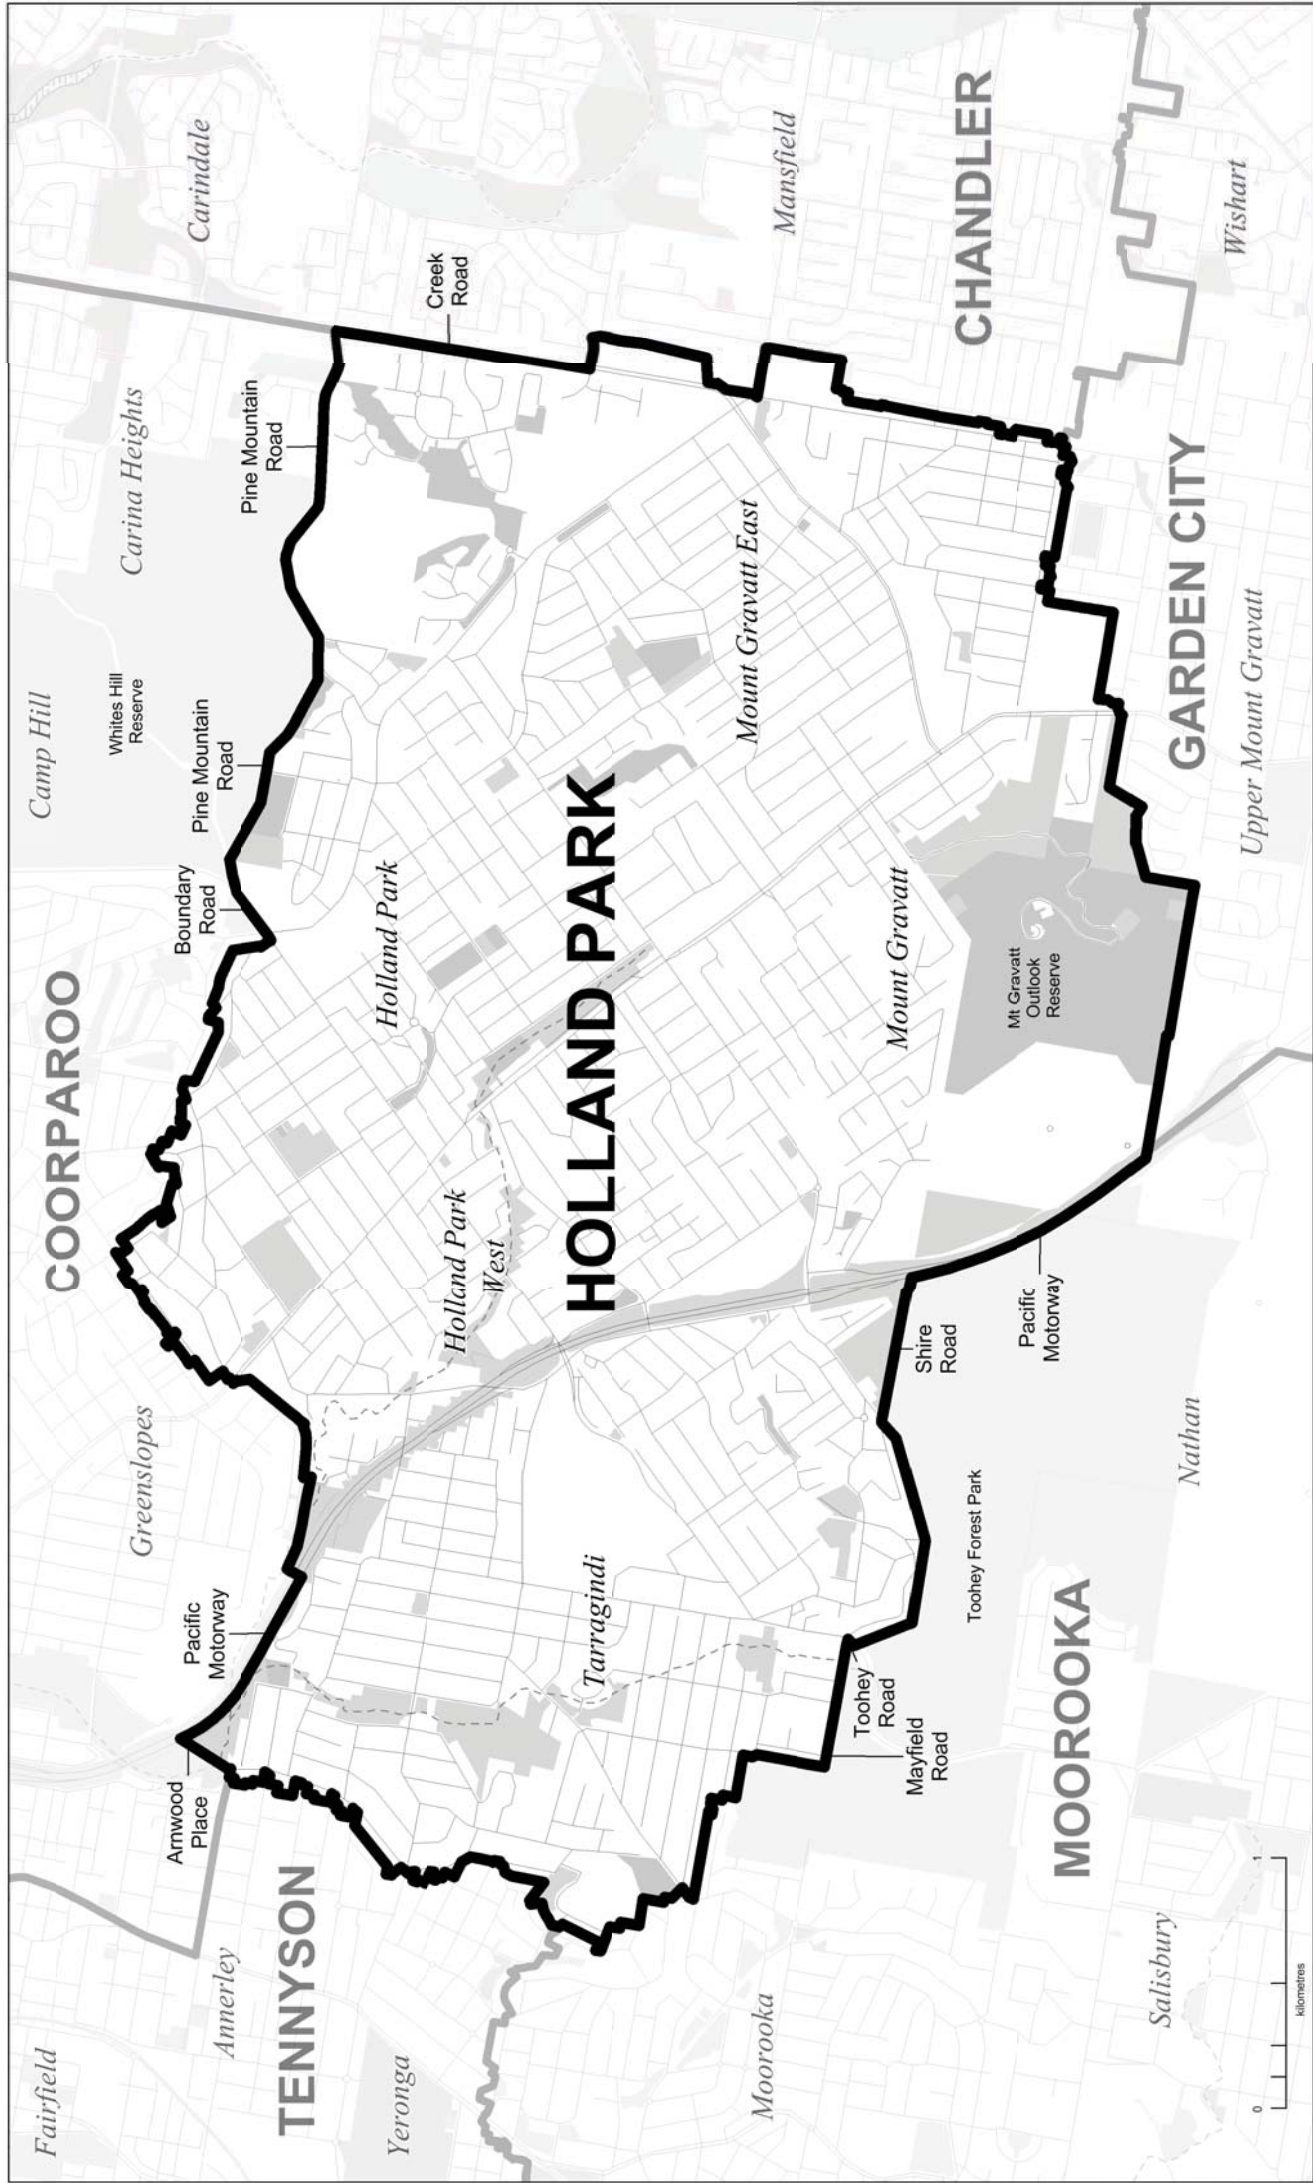 Fairfield
Annerley
TENNYSON
Yeronga
Arnwood
Place
Pacific
Motorway
Greenslopes
COORPAROO
Boundary
Road
Pine Mountain
Road
Camp Hill
Whites Hill
Reserve
Carina Heights
Pine Mountain
Road
Carindale
Creek
Road
Holland Park
Holland Park
West
HOLLAND PARK
Tarragindi
Mount Gravatt East
Mansfield
Moorooka
Toohey
Road
Mayfield
Road
Shire
Road
Mount Gravatt
CHANDLER
Toohey Forest Park
Pacific
Motorway
Mt Gravatt
Outlook
Reserve
MOOROOKA
Nathan
GARDEN CITY
Upper Mount Gravatt
Wishart
Salisbury
0
1
kilometres